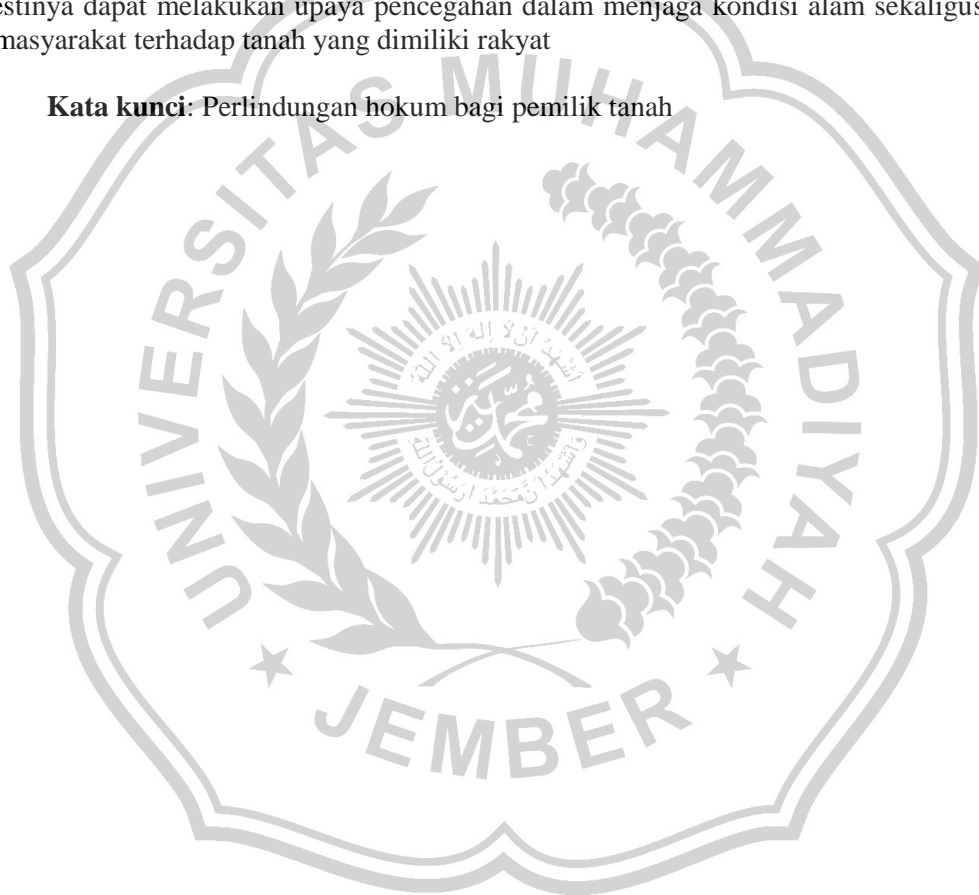 estinya dapat melakukan upaya pencegahan dalam menjaga kondisi alam sekaligus
masyarakat terhadap tanah yang dimiliki rakyat
Kata kunci: Perlindungan hokum bagi pemilik tanah
UNIVERSITAS MUHAMMADIYAH
JEMBER